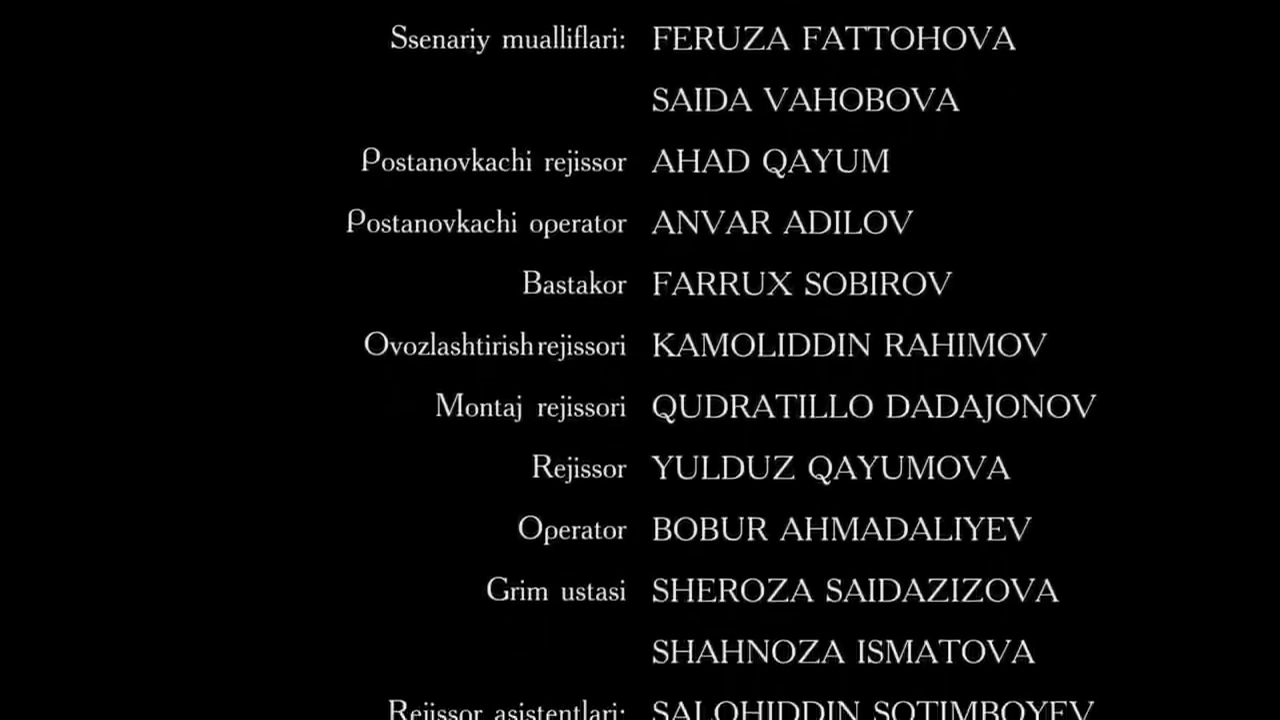 Ssenariy mualliflari: FERUZA FATTOHOVA
SAIDA VAHOBOVA
Postanovkachi rejissor AHAD QAYUM
Postanovkachi operator ANVAR ADILOV
Bastakor FARRUX SOBIROV
Ovozlashtirish rejissori KAMOLIDDIN RAHIMOV
Montaj rejissori QUDRATILLO DADAJONOV
Rejissor YULDUZ QAYUMOVA
Operator BOBUR AHMADALIYEV
Grim ustasi SHEROZA SAIDAZIZOVA
SHAHNOZA ISMATOVA
Rejissor asistentlari: SALOHIDDIN SOTIMBOYEV